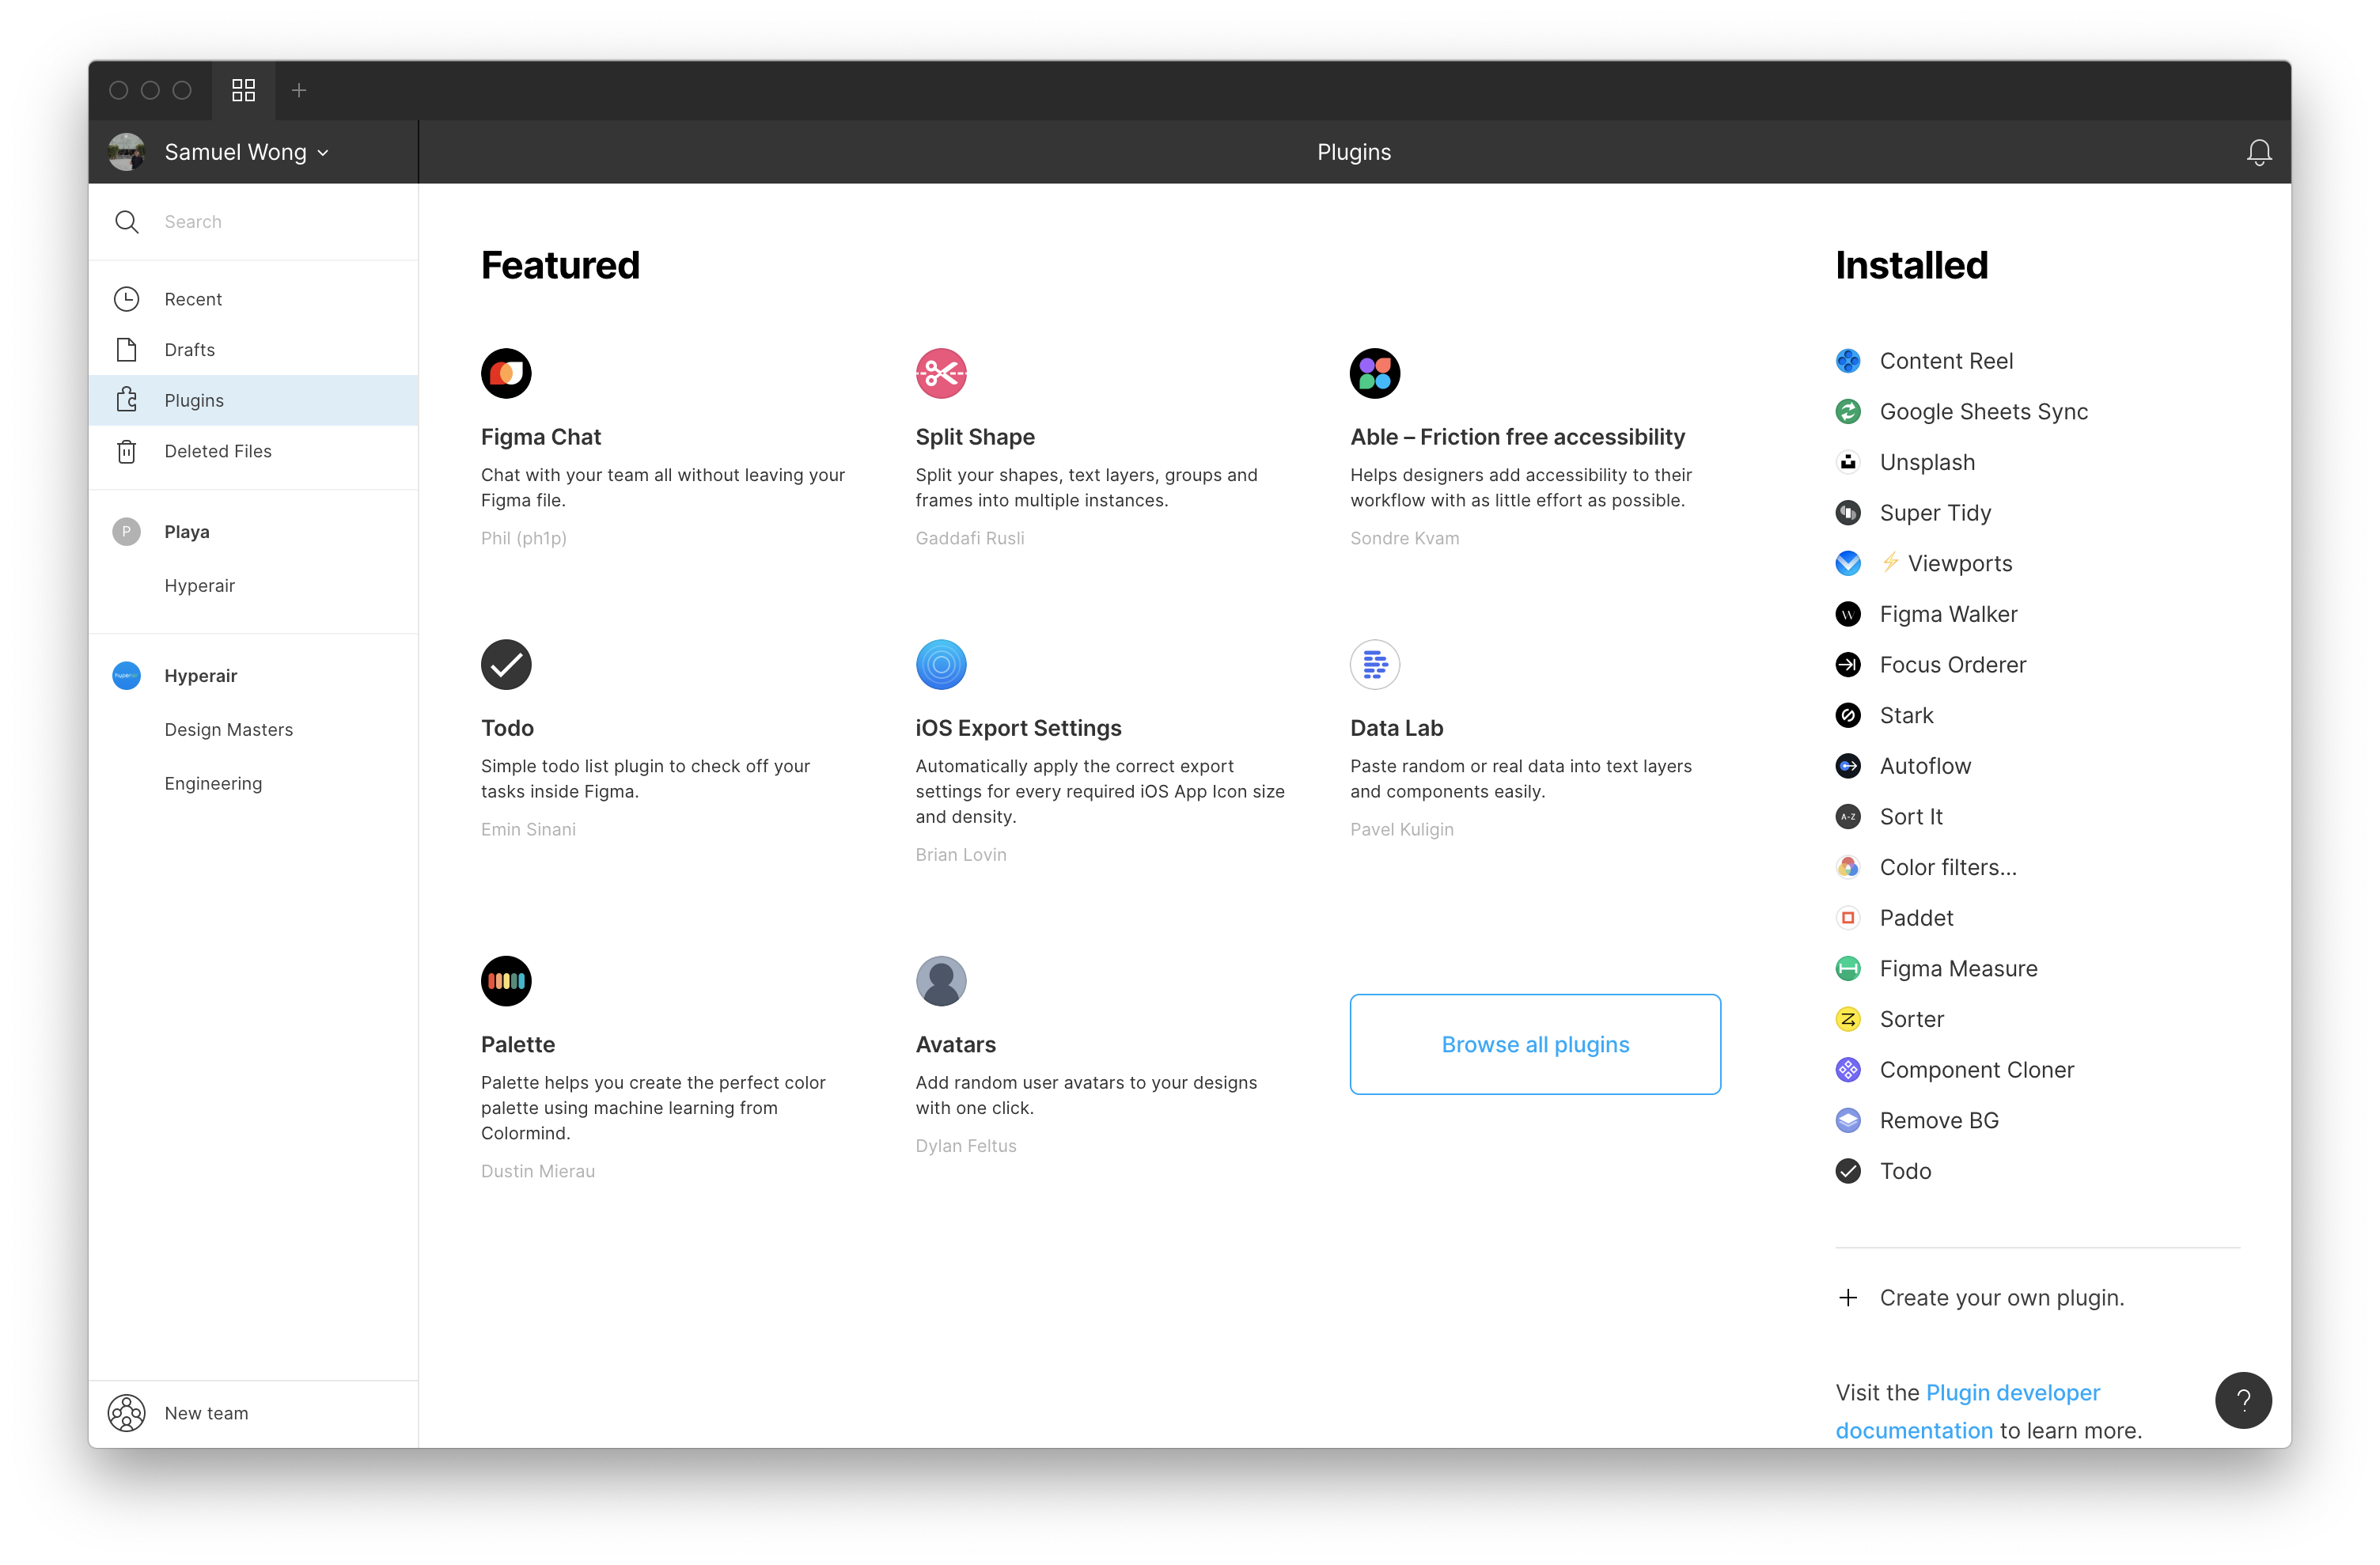 Samuel Wong
Plugins
Search
Recent
Drafts
Plugins
Deleted Files
P
Playa
Hyperair
hyperair
Hyperair
Design Masters
Engineering
New team
Featured
Figma Chat
Chat with your team all without leaving your
Figma file.
Phil (ph1p)
Split Shape
Split your shapes, text layers, groups and
frames into multiple instances.
Gaddafi Rusli
Able – Friction free accessibility
Helps designers add accessibility to their
workflow with as little effort as possible.
Sondre Kvam
Todo
Simple todo list plugin to check off your
tasks inside Figma.
Emin Sinani
iOS Export Settings
Automatically apply the correct export
settings for every required iOS App Icon size
and density.
Brian Lovin
Data Lab
Paste random or real data into text layers
and components easily.
Pavel Kuligin
Palette
Palette helps you create the perfect color
palette using machine learning from
Colormind.
Dustin Mierau
Avatars
Add random user avatars to your designs
with one click.
Dylan Feltus
Browse all plugins
Installed
Content Reel
Google Sheets Sync
Unsplash
Super Tidy
⚡ Viewports
W
Figma Walker
Focus Orderer
Stark
Autoflow
A-Z
Sort It
Color filters...
Paddet
Figma Measure
Sorter
Component Cloner
Remove BG
Todo
Create your own plugin.
Visit the Plugin developer
documentation to learn more.
?